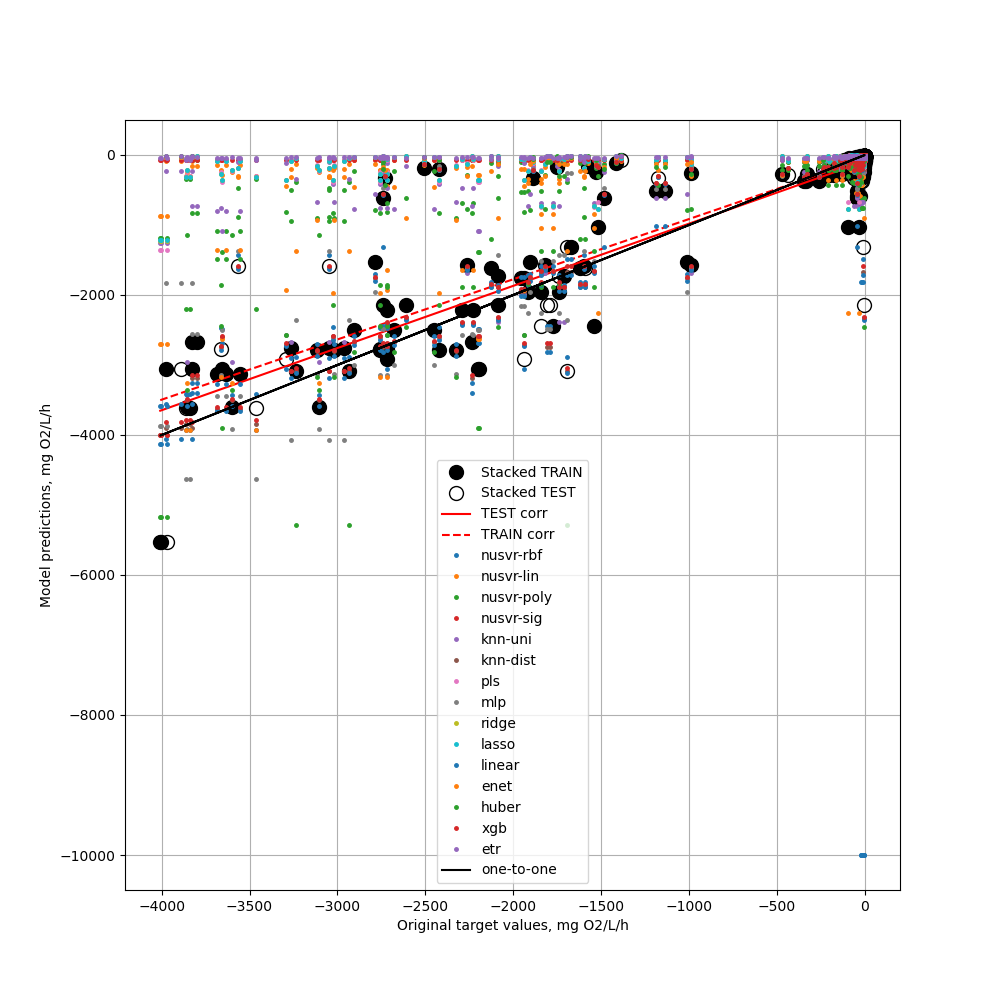 0
−2000
−4000
−6000
−8000
−10000
Model predictions, mg O2/L/h
Stacked TRAIN
Stacked TEST
TEST corr
TRAIN corr
nusvr-rbf
nusvr-lin
nusvr-poly
nusvr-sig
knn-uni
knn-dist
pls
mlp
ridge
lasso
linear
enet
huber
xgb
etr
one-to-one
−4000 −3500 −3000 −2500 −2000 −1500 −1000 −500 0
Original target values, mg O2/L/h